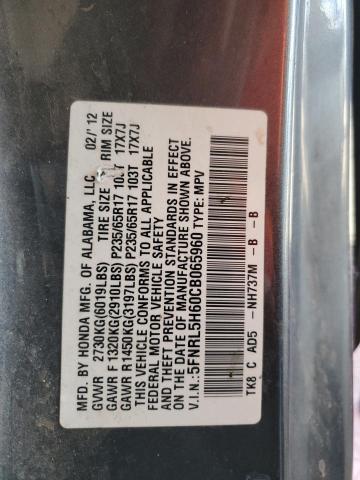 MFD. BY HONDA MFG. OF ALABAMA, LLC 02/'12
GVWR 2730KG(6019LBS) TIRE SIZE RIM SIZE
GAWR F 1320KG(2910LBS) P235/65R17 103T 17X7J
GAWR R 1450KG(3197LBS) P235/65R17 103T 17X7J
THIS VEHICLE CONFORMS TO ALL APPLICABLE
FEDERAL MOTOR VEHICLE SAFETY
AND THEFT PREVENTION STANDARDS IN EFFECT
ON THE DATE OF MANUFACTURE SHOWN ABOVE.
V.I.N.:5FNRL5H60CB065960 TYPE: MPV
TK8 C AD5 -NH737M -B -B